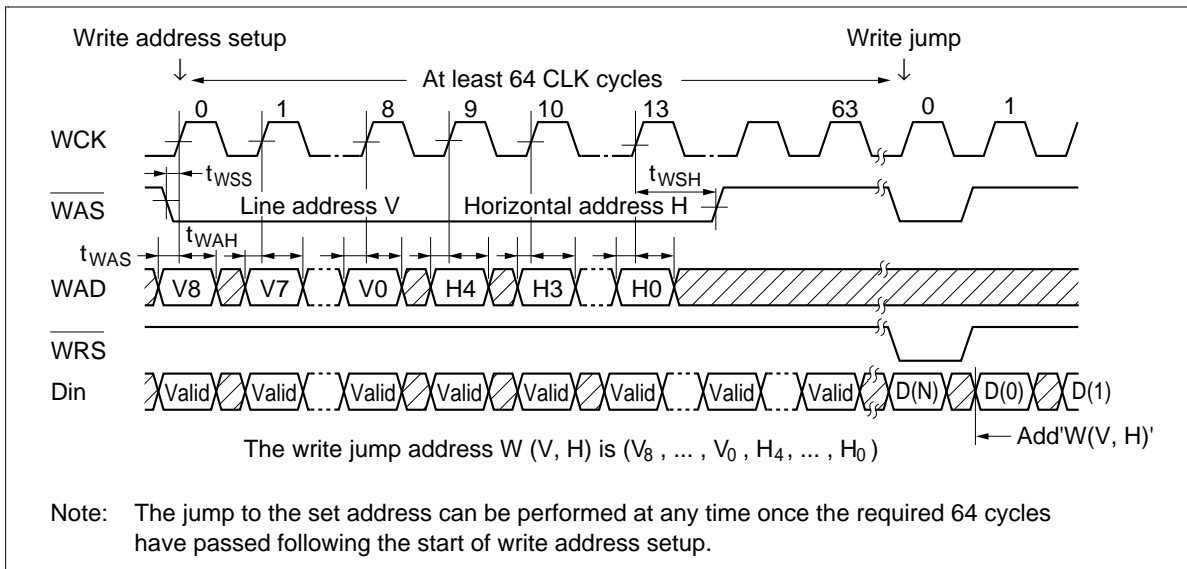 Write address setup Write jump
At least 64 CLK cycles
0 1 8 9 10 13 63 0 1
WCK
tWSS tWSH
WAS Line address V Horizontal address H
tWAS tWAH
WAD V8 V7 V0 H4 H3 H0
WRS
Din Valid Valid Valid Valid Valid Valid Valid Valid D(N) D(0) D(1)
Add'W(V, H)'
The write jump address W (V, H) is (V8 , ... , V0 , H4 , ... , H0 )
Note: The jump to the set address can be performed at any time once the required 64 cycles
have passed following the start of write address setup.